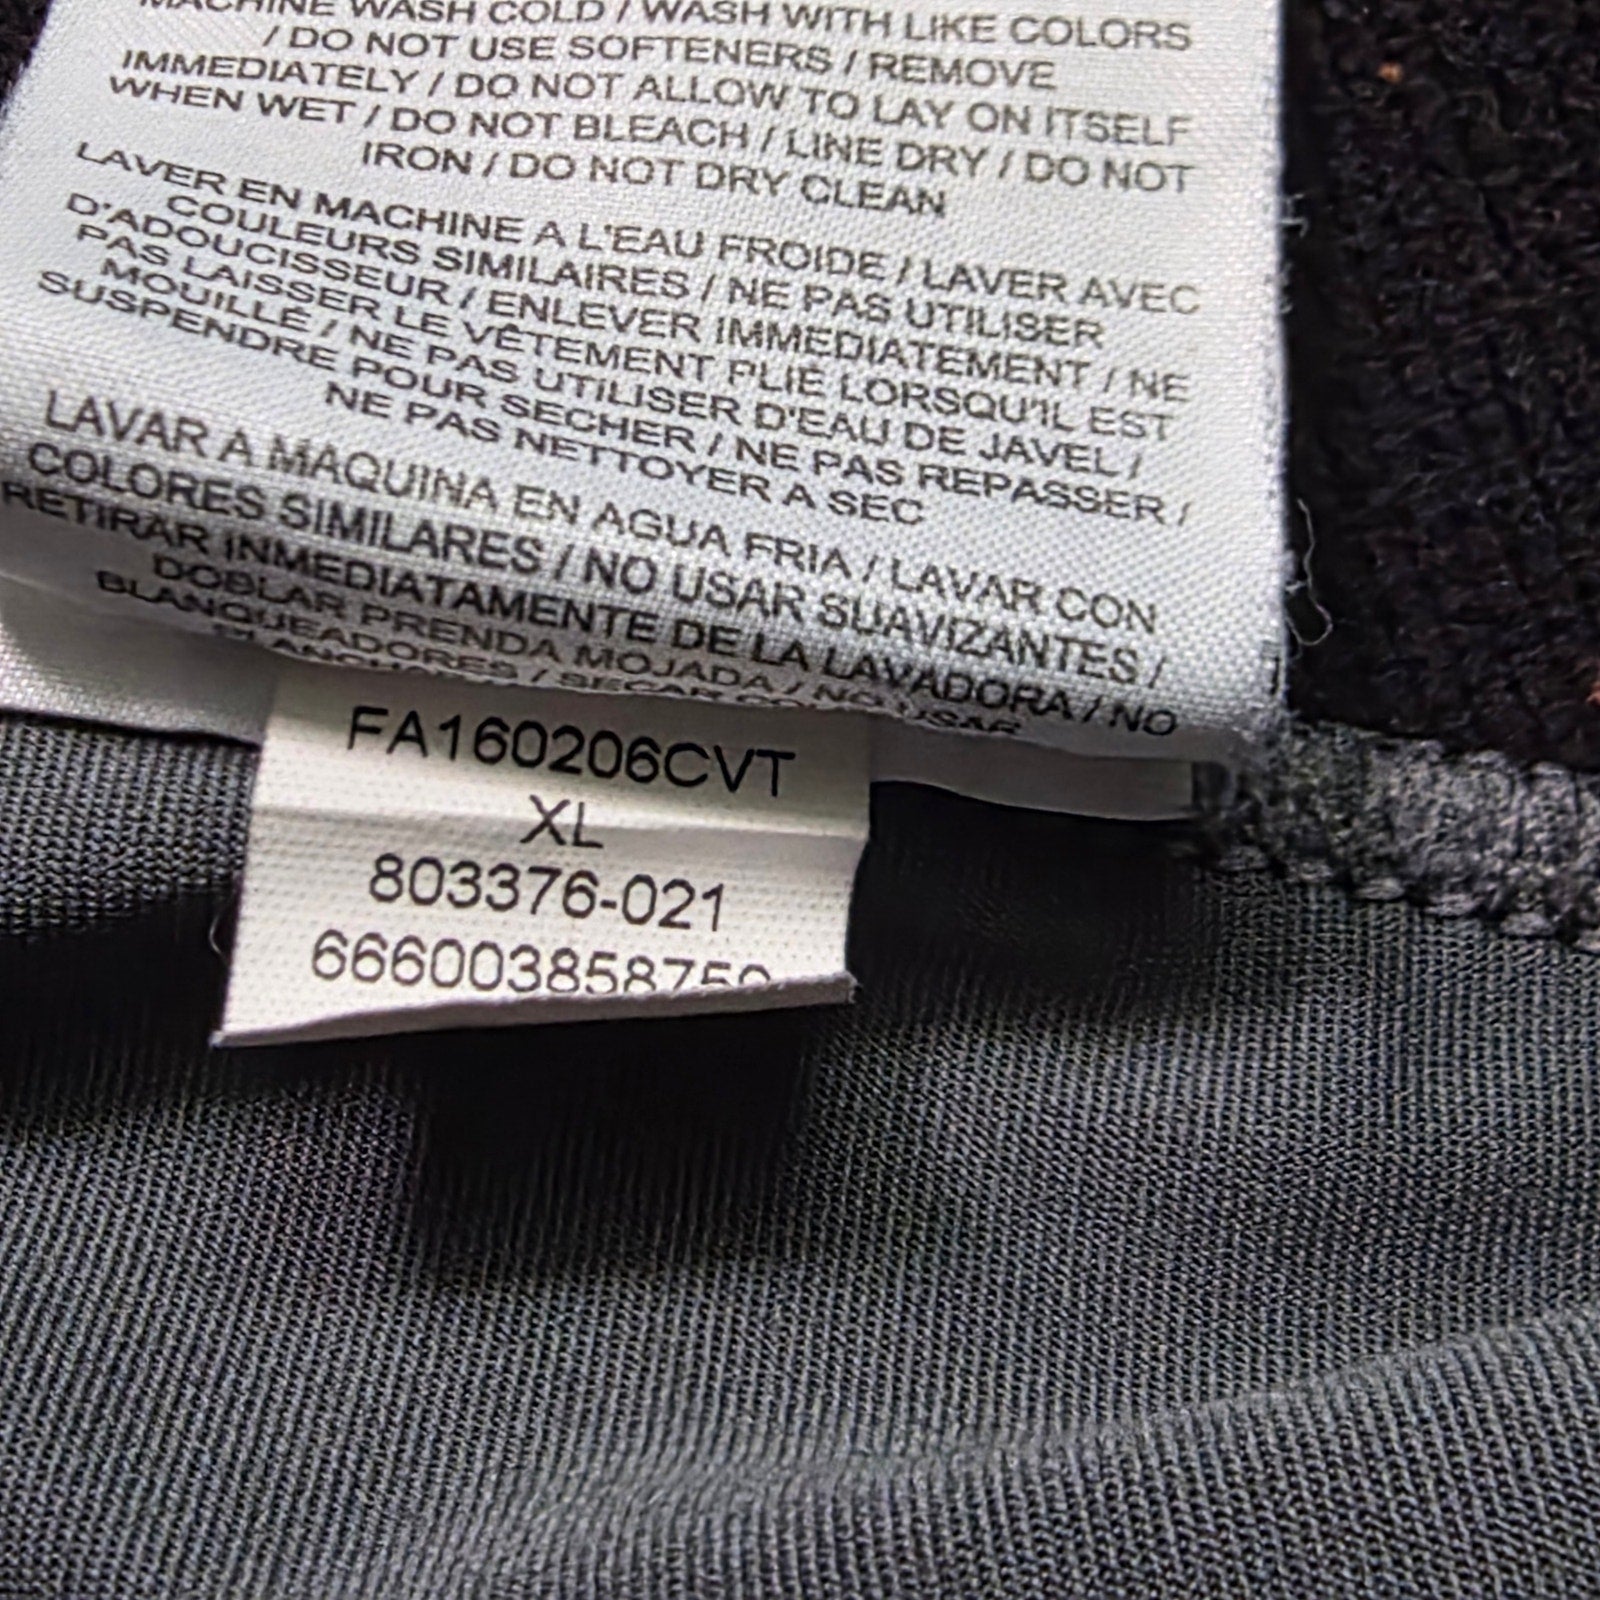 MACHINE WASH COLD / WASH WITH LIKE COLORS
/ DO NOT USE SOFTENERS / REMOVE
IMMEDIATELY / DO NOT ALLOW TO LAY ON ITSELF
WHEN WET / DO NOT BLEACH / LINE DRY / DO NOT
IRON / DO NOT DRY CLEAN
LAVER EN MACHINE A L'EAU FROIDE / LAVER AVEC
COULEURS SIMILAIRES / NE PAS UTILISER
D'ADOUCISSEUR / ENLEVER IMMEDIATEMENT / NE
PAS LAISSER LE VÊTEMENT PLIÉ LORSQU'IL EST
MOUILLÉ / NE PAS UTILISER D'EAU DE JAVEL /
SUSPENDRE POUR SECHER / NE PAS REPASSER /
NE PAS NETTOYER A SEC
LAVAR A MAQUINA EN AGUA FRIA / LAVAR CON
COLORES SIMILARES / NO USAR SUAVIZANTES /
RETIRAR INMEDIATAMENTE DE LA LAVADORA / NO
DOBLAR PRENDA MOJADA / NO USAR
BLANQUEADORES / SECAR
FA160206CVT
XL
803376-021